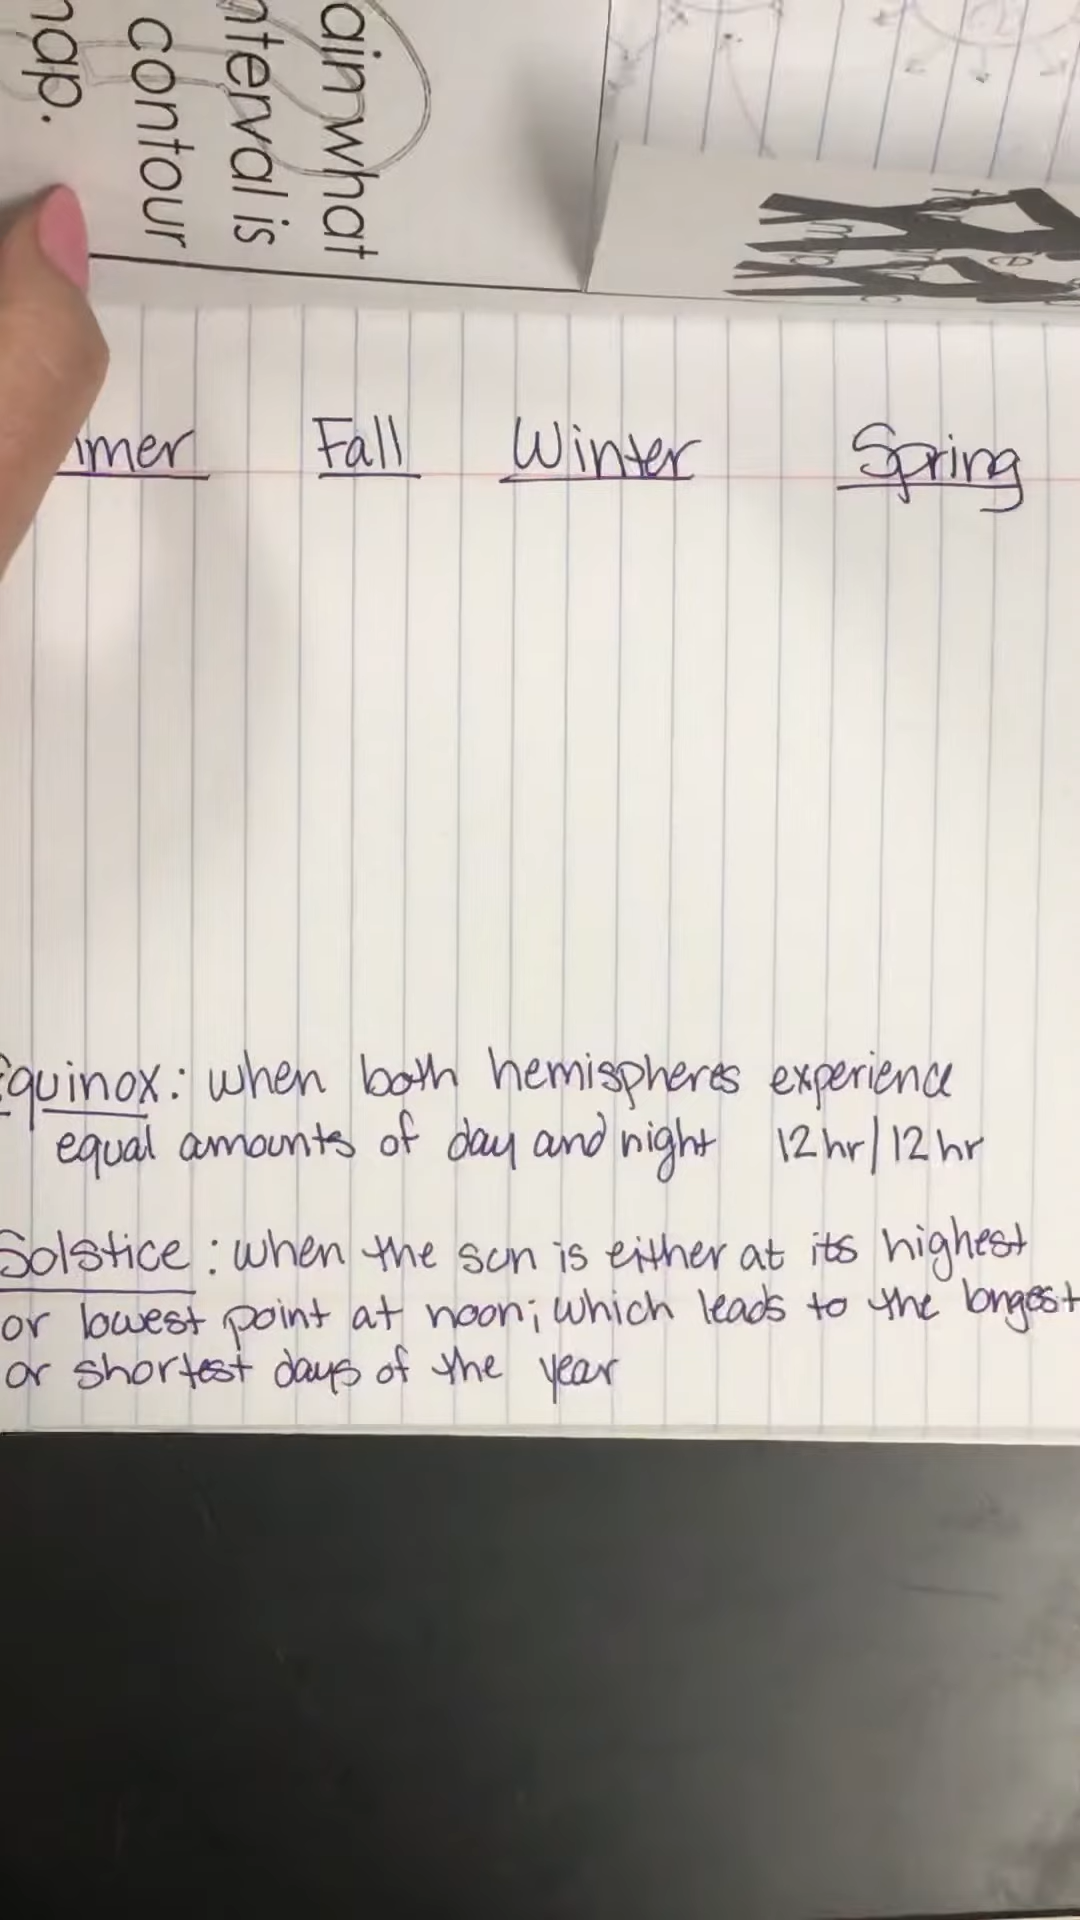 ain what
nterval is
contour
map.
mer Fall Winter Spring
Equinox: when both hemispheres experience
equal amounts of day and night 12hr/12hr
Solstice: when the sun is either at its highest
or lowest point at noon; which leads to the longest
or shortest days of the year